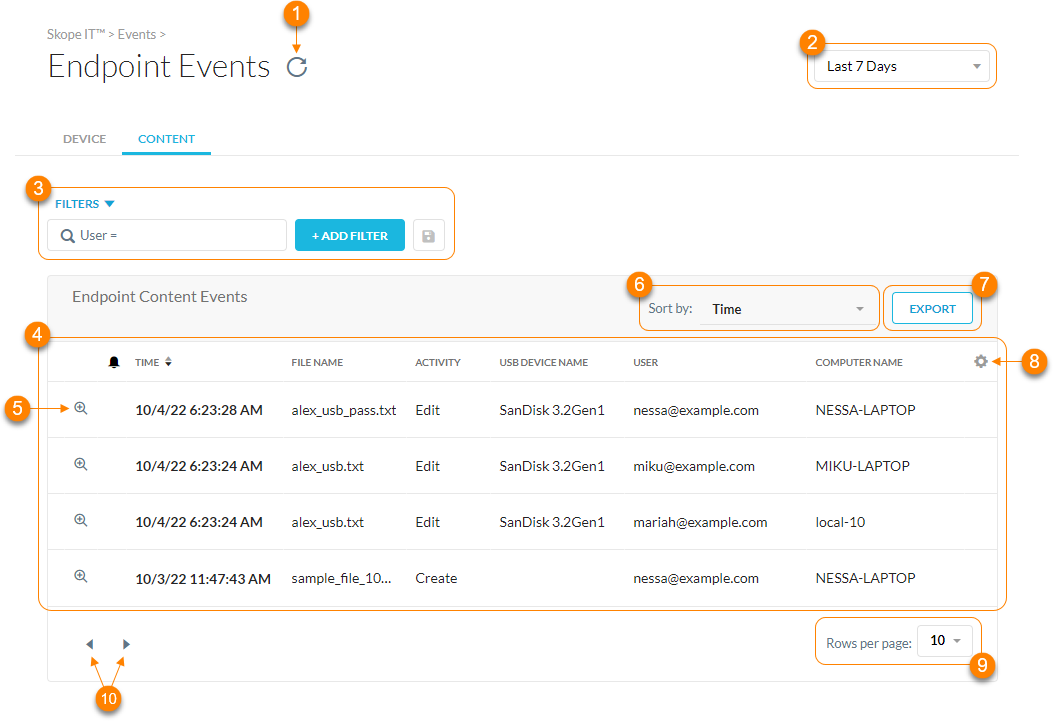 1
Skope IT™ > Events >
Endpoint Events
2
Last 7 Days
DEVICE CONTENT
3
FILTERS
User =
+ ADD FILTER
Endpoint Content Events
6
Sort by: Time
7
EXPORT
4
TIME FILE NAME ACTIVITY USB DEVICE NAME USER COMPUTER NAME
8
5
10/4/22 6:23:28 AM alex_usb_pass.txt Edit SanDisk 3.2Gen1 nessa@example.com NESSA-LAPTOP
10/4/22 6:23:24 AM alex_usb.txt Edit SanDisk 3.2Gen1 miku@example.com MIKU-LAPTOP
10/4/22 6:23:24 AM alex_usb.txt Edit SanDisk 3.2Gen1 mariah@example.com local-10
10/3/22 11:47:43 AM sample_file_10... Create nessa@example.com NESSA-LAPTOP
Rows per page: 10
9
10